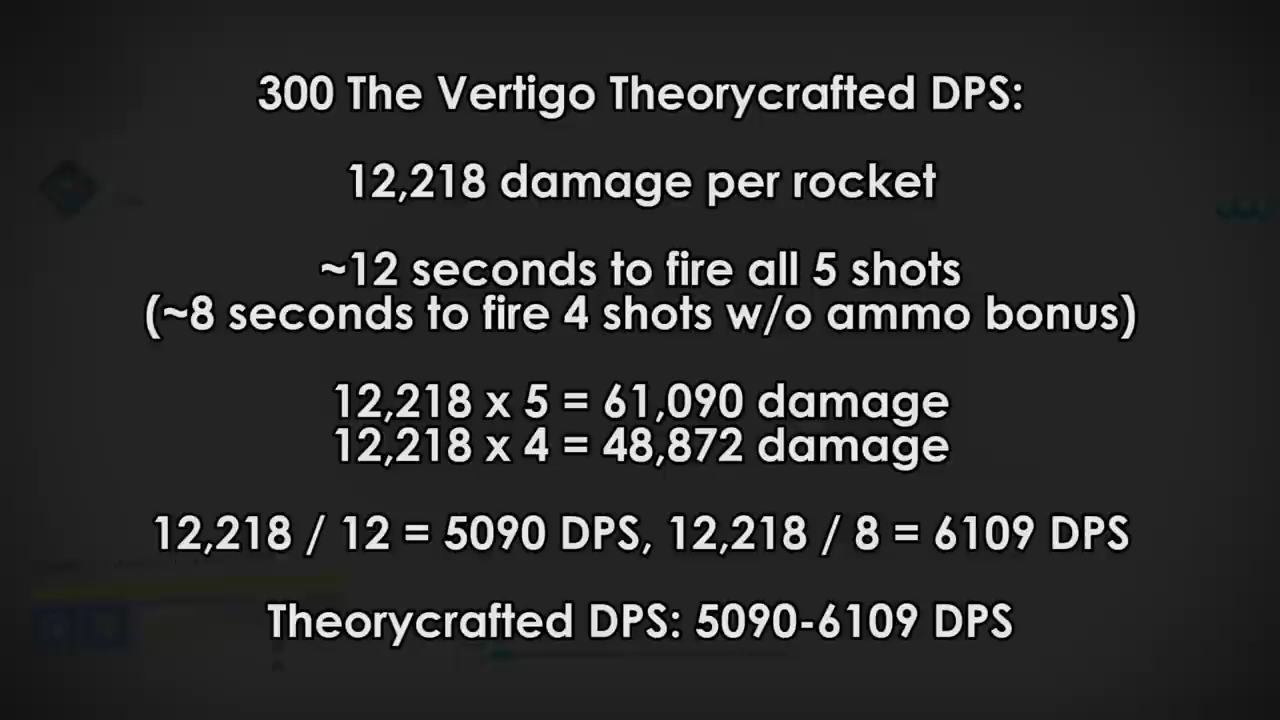 300 The Vertigo Theorycrafted DPS:
12,218 damage per rocket
~12 seconds to fire all 5 shots
(~8 seconds to fire 4 shots w/o ammo bonus)
12,218 x 5 = 61,090 damage
12,218 x 4 = 48,872 damage
12,218 / 12 = 5090 DPS, 12,218 / 8 = 6109 DPS
Theorycrafted DPS: 5090-6109 DPS